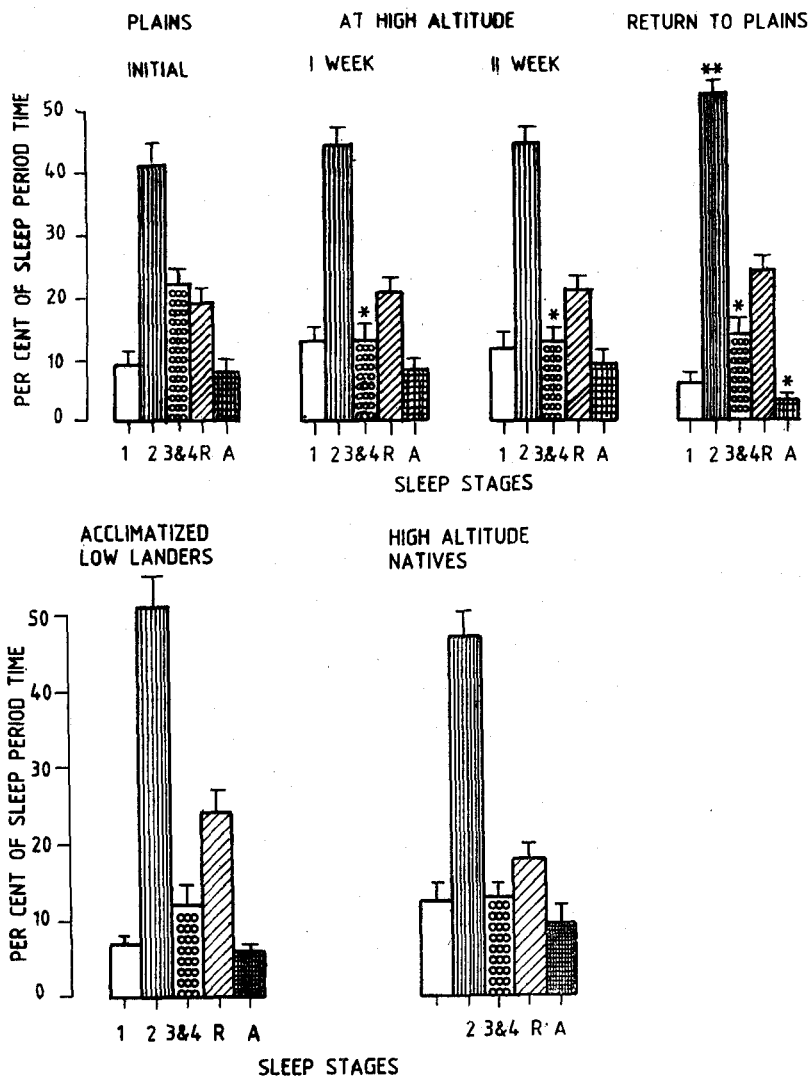 PLAINS AT HIGH ALTITUDE RETURN TO PLAINS
INITIAL I WEEK II WEEK **
PER CENT OF SLEEP PERIOD TIME
50
40
30
20
10
0
* * * *
1 2 3&4 R A 1 2 3&4 R A 1 2 3&4 R A 1 2 3&4 R A
SLEEP STAGES
ACCLIMATIZED HIGH ALTITUDE
LOW LANDERS NATIVES
PER CENT OF SLEEP PERIOD TIME
50
40
30
20
10
0
1 2 3&4 R A 2 3&4 R A
SLEEP STAGES